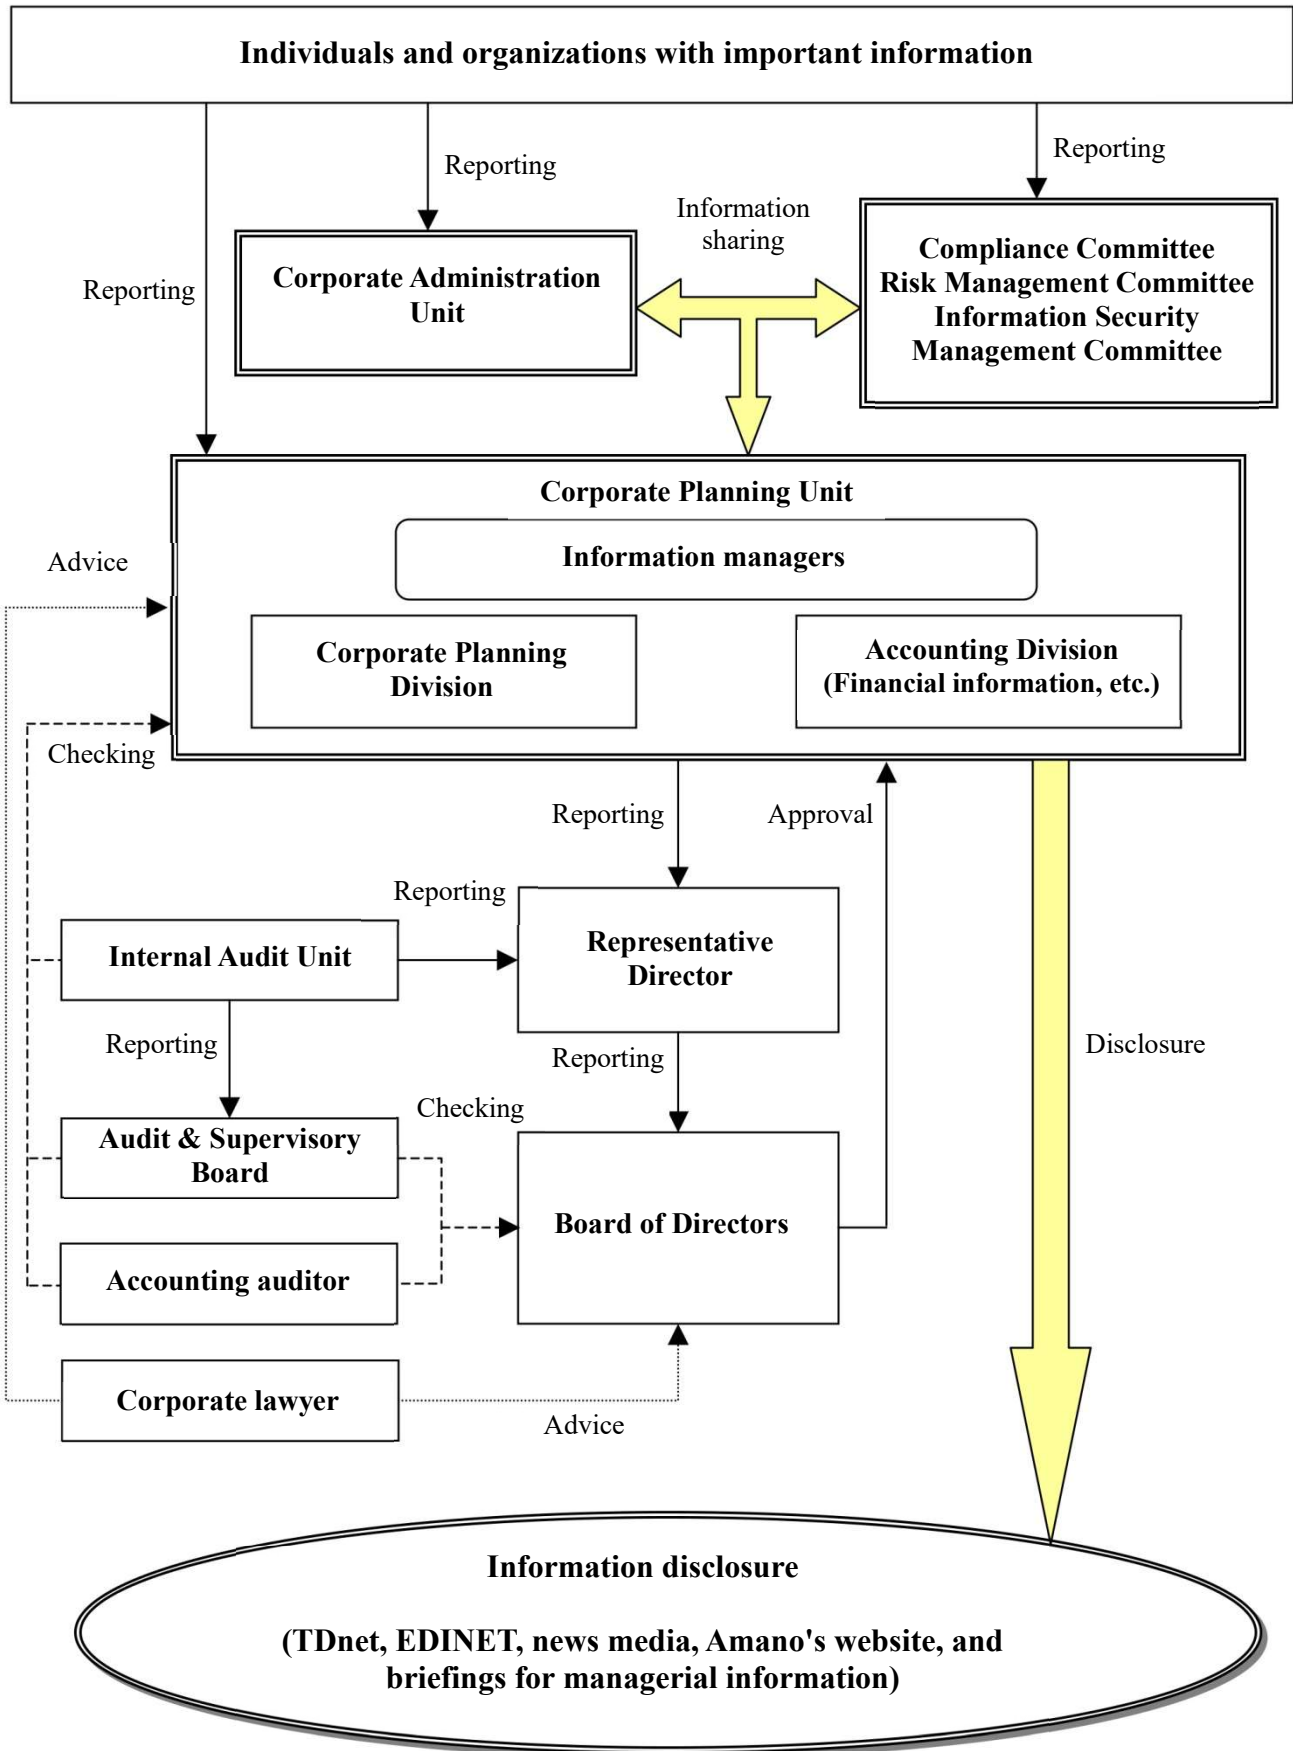 Individuals and organizations with important information
Reporting
Reporting
Reporting
Information
sharing
Corporate Administration
Unit
Compliance Committee
Risk Management Committee
Information Security
Management Committee
Corporate Planning Unit
Information managers
Corporate Planning
Division
Accounting Division
(Financial information, etc.)
Advice
Checking
Reporting
Approval
Reporting
Internal Audit Unit
Representative
Director
Reporting
Reporting
Disclosure
Checking
Audit & Supervisory
Board
Board of Directors
Accounting auditor
Corporate lawyer
Advice
Information disclosure
(TDnet, EDINET, news media, Amano's website, and
briefings for managerial information)